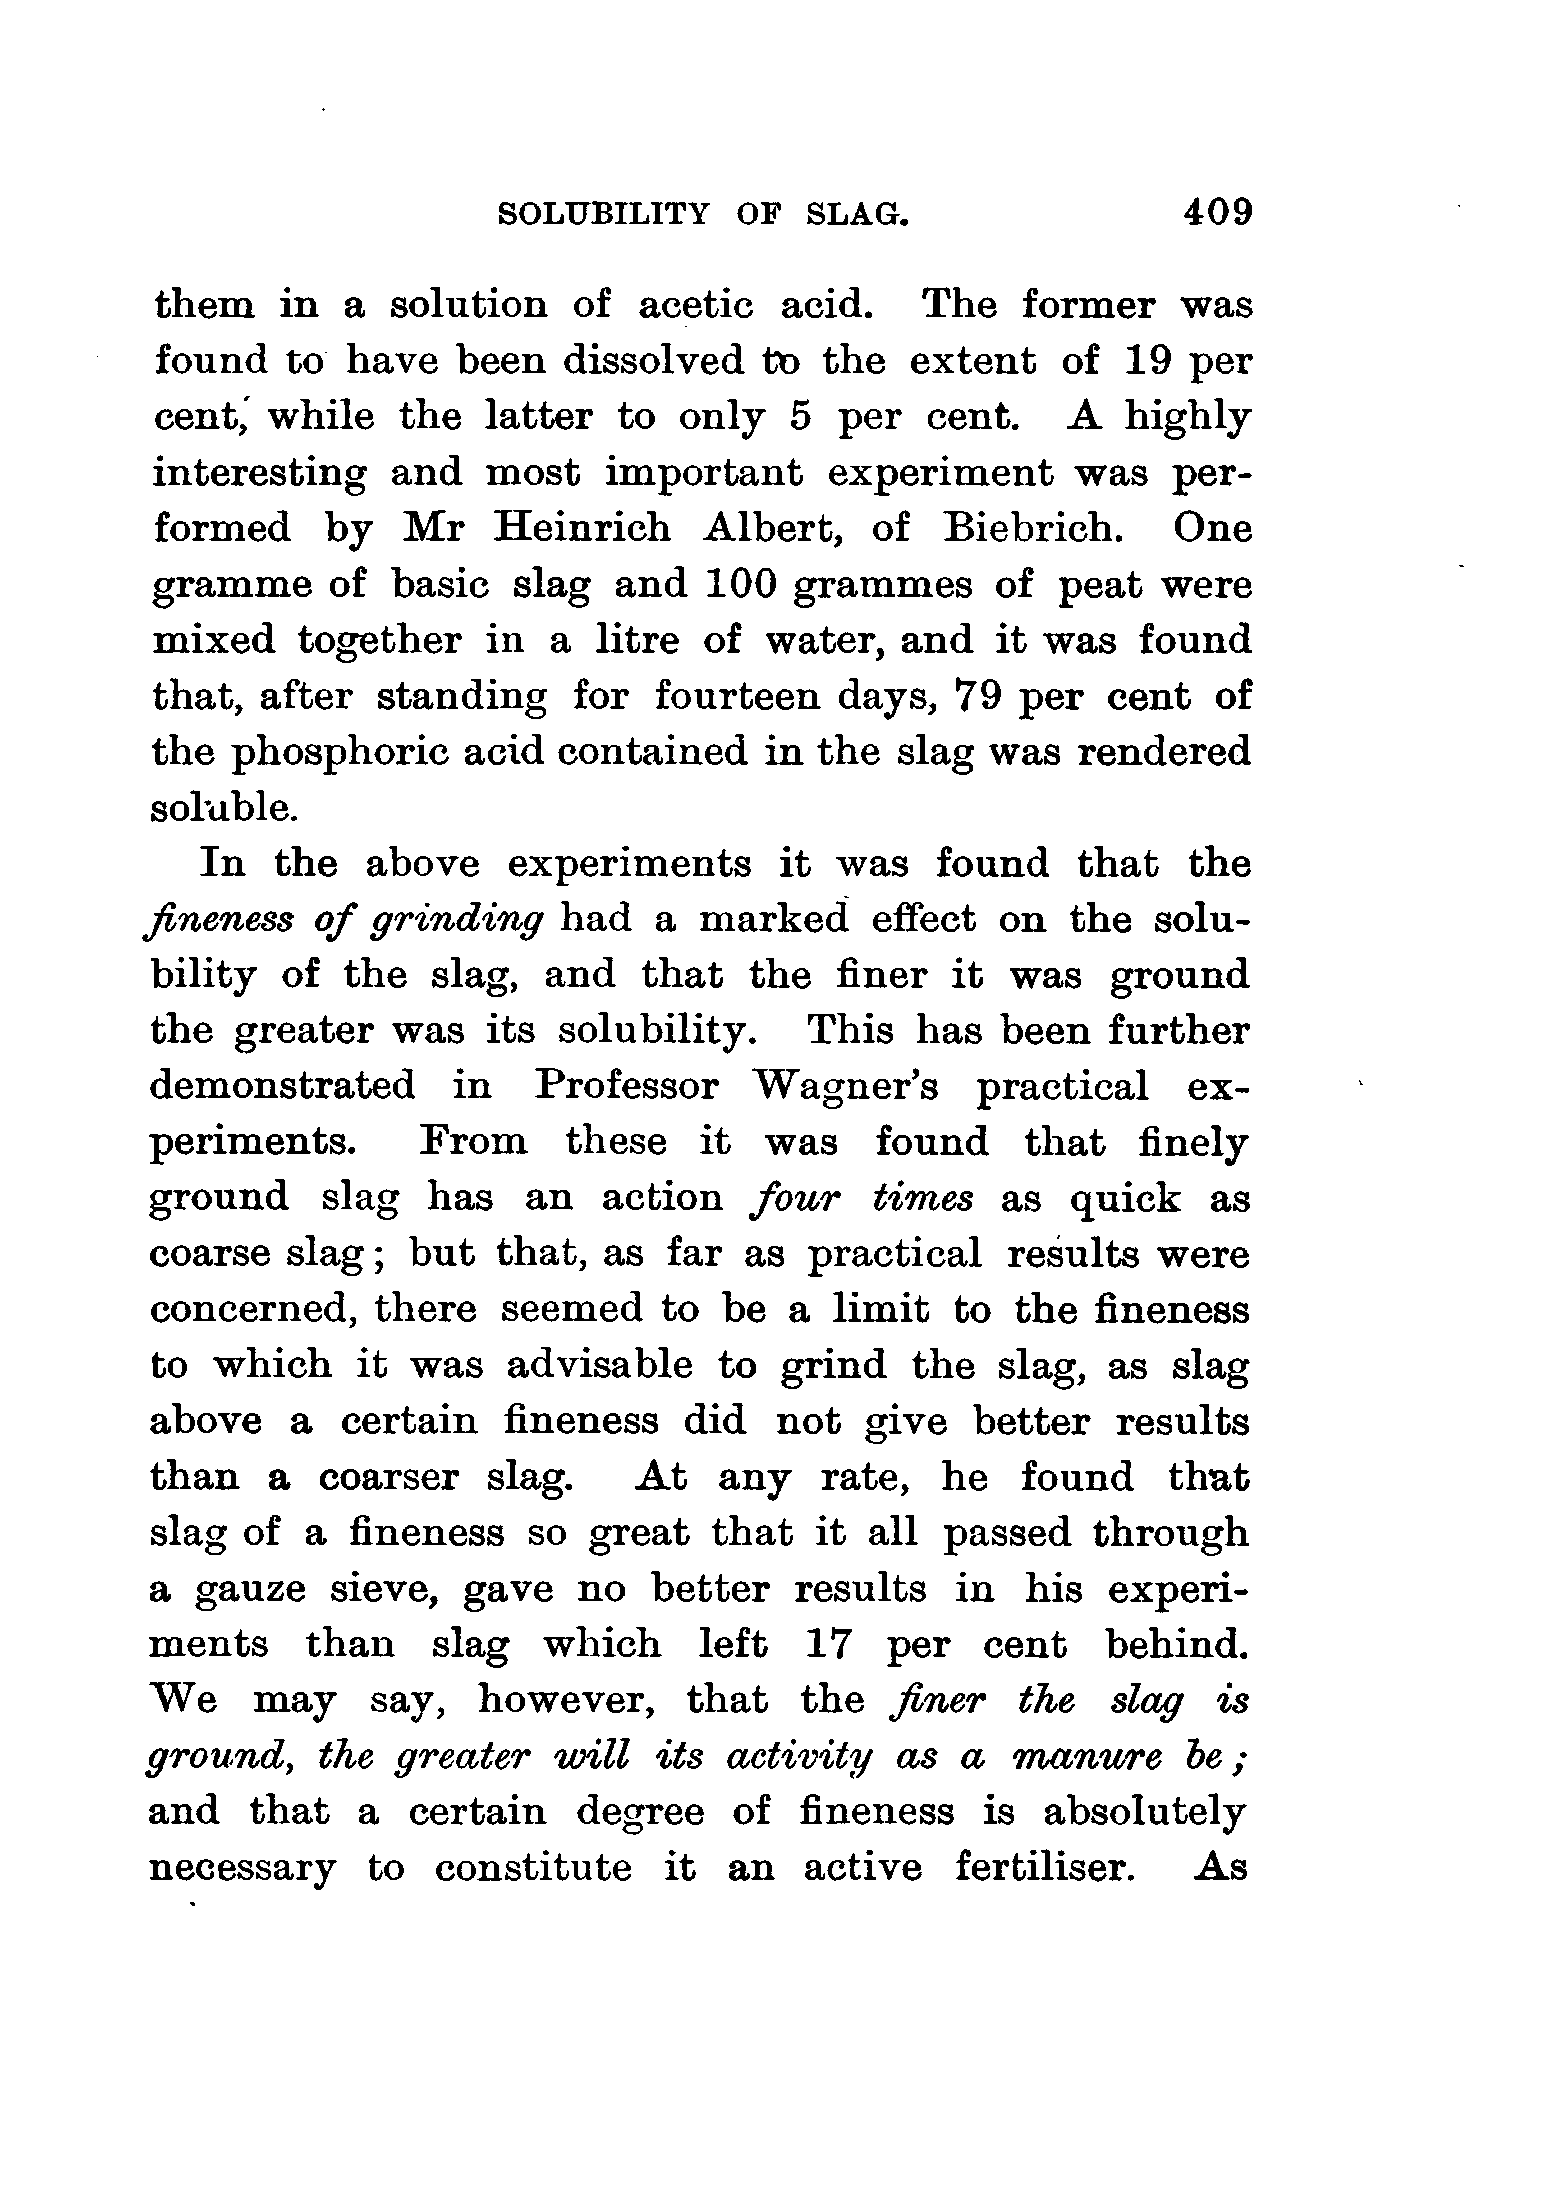 SOLUBILITY OF SLAG. 409
them in a solution of acetic acid. The former was
found to have been dissolved to the extent of 19 per
cent, while the latter to only 5 per cent. A highly
interesting and most important experiment was per-
formed by Mr Heinrich Albert, of Biebrich. One
gramme of basic slag and 100 grammes of peat were
mixed together in a litre of water, and it was found
that, after standing for fourteen days, 79 per cent of
the phosphoric acid contained in the slag was rendered
soluble.
In the above experiments it was found that the
fineness of grinding had a marked effect on the solu-
bility of the slag, and that the finer it was ground
the greater was its solubility. This has been further
demonstrated in Professor Wagner's practical ex-
periments. From these it was found that finely
ground slag has an action four times as quick as
coarse slag; but that, as far as practical results were
concerned, there seemed to be a limit to the fineness
to which it was advisable to grind the slag, as slag
above a certain fineness did not give better results
than a coarser slag. At any rate, he found that
slag of a fineness so great that it all passed through
a gauze sieve, gave no better results in his experi-
ments than slag which left 17 per cent behind.
We may say, however, that the finer the slag is
ground, the greater will its activity as a manure be;
and that a certain degree of fineness is absolutely
necessary to constitute it an active fertiliser. As